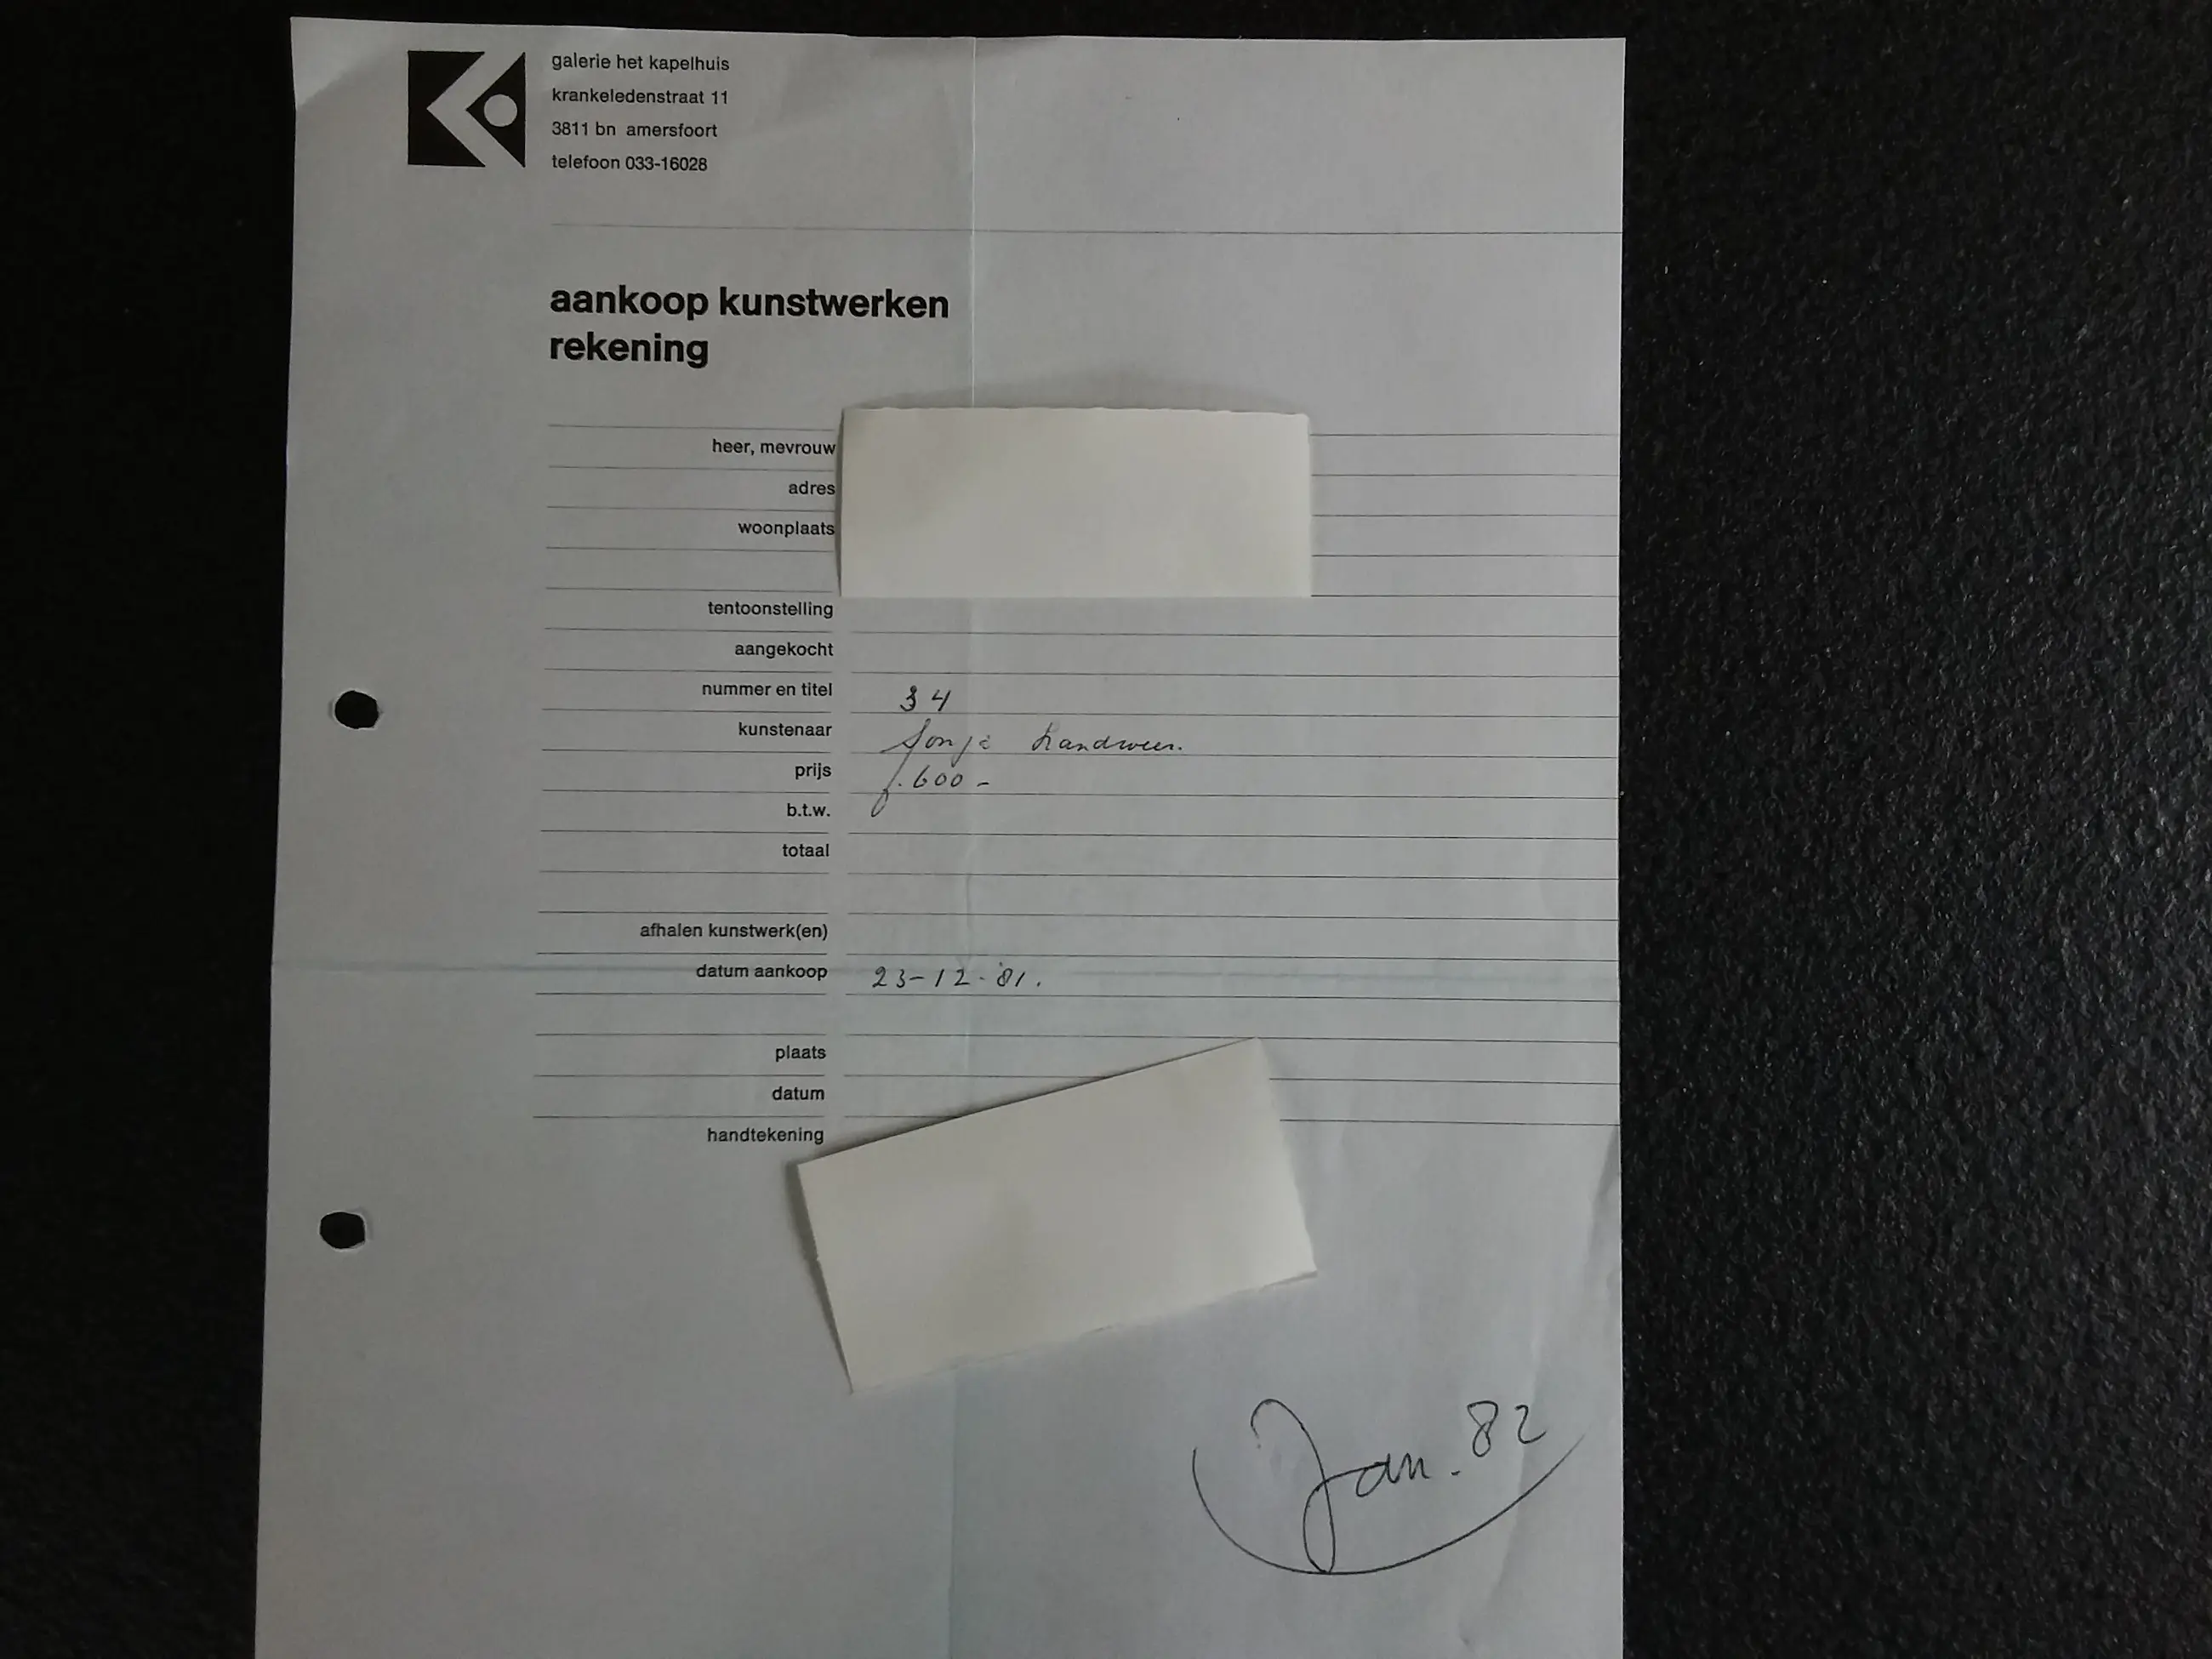 galerie het kapelhuis
krankeledenstraat 11
3811 bn amersfoort
telefoon 033-16028
aankoop kunstwerken
rekening
heer, mevrouw
adres
woonplaats
tentoonstelling
aangekocht
nummer en titel 34
kunstenaar Sonja Landweer.
prijs f. 600 -
b.t.w.
totaal
afhalen kunstwerk(en)
datum aankoop 23-12-'81.
plaats
datum
handtekening
Jan. 82